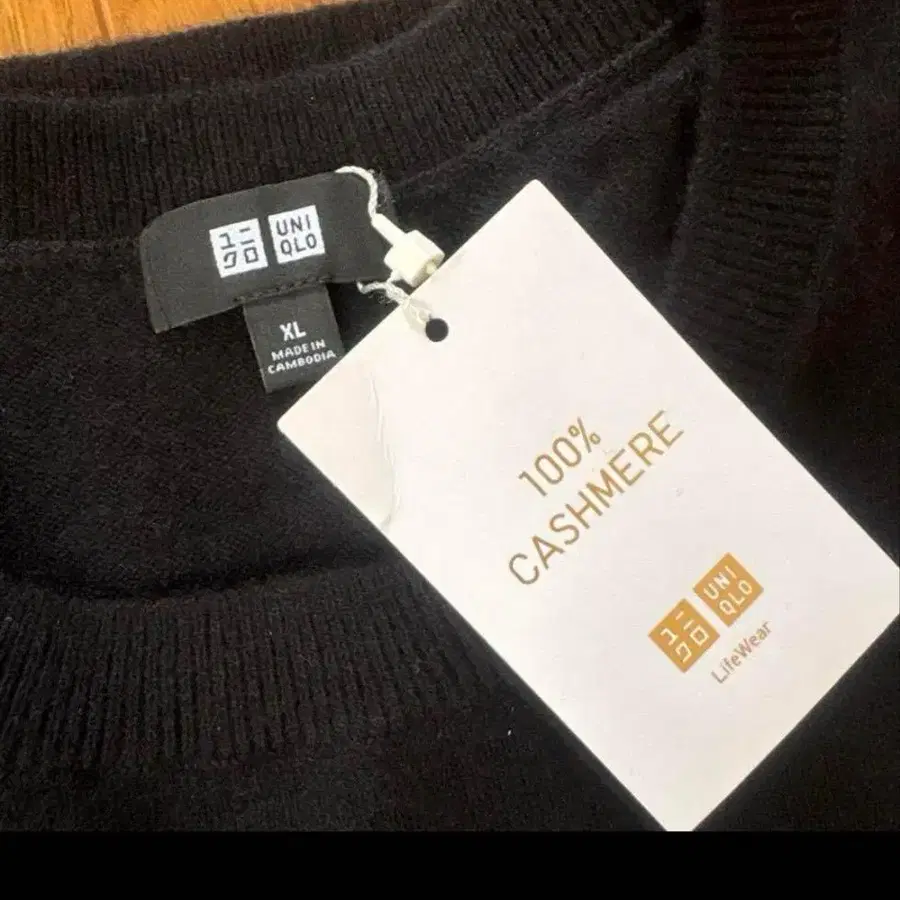 ユニ
クロ
UNI
QLO
XL
MADE IN
CAMBODIA
100%
CASHMERE
ユニ
クロ
UNI
QLO
LifeWear